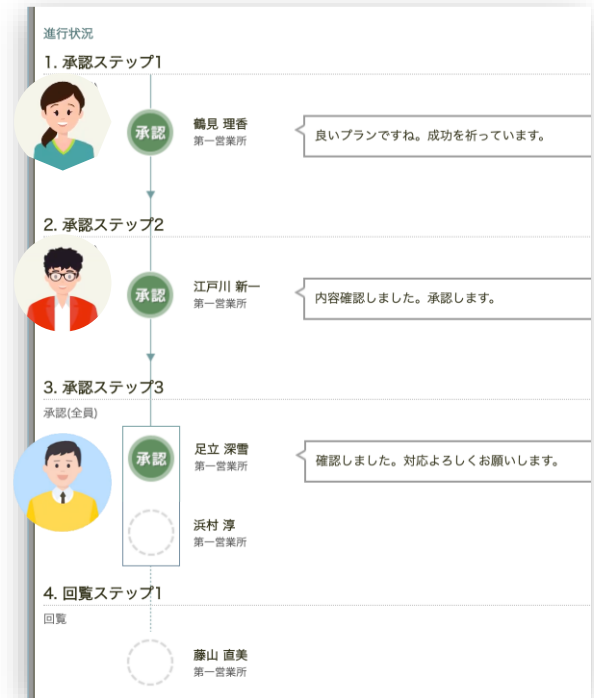 進行状況
1. 承認ステップ1
承認
鶴見 理香
第一営業所
良いプランですね。成功を祈っています。
2. 承認ステップ2
承認
江戸川 新一
第一営業所
内容確認しました。承認します。
3. 承認ステップ3
承認(全員)
承認
足立 深雪
第一営業所
確認しました。対応よろしくお願いします。
浜村 淳
第一営業所
4. 回覧ステップ1
回覧
藤山 直美
第一営業所